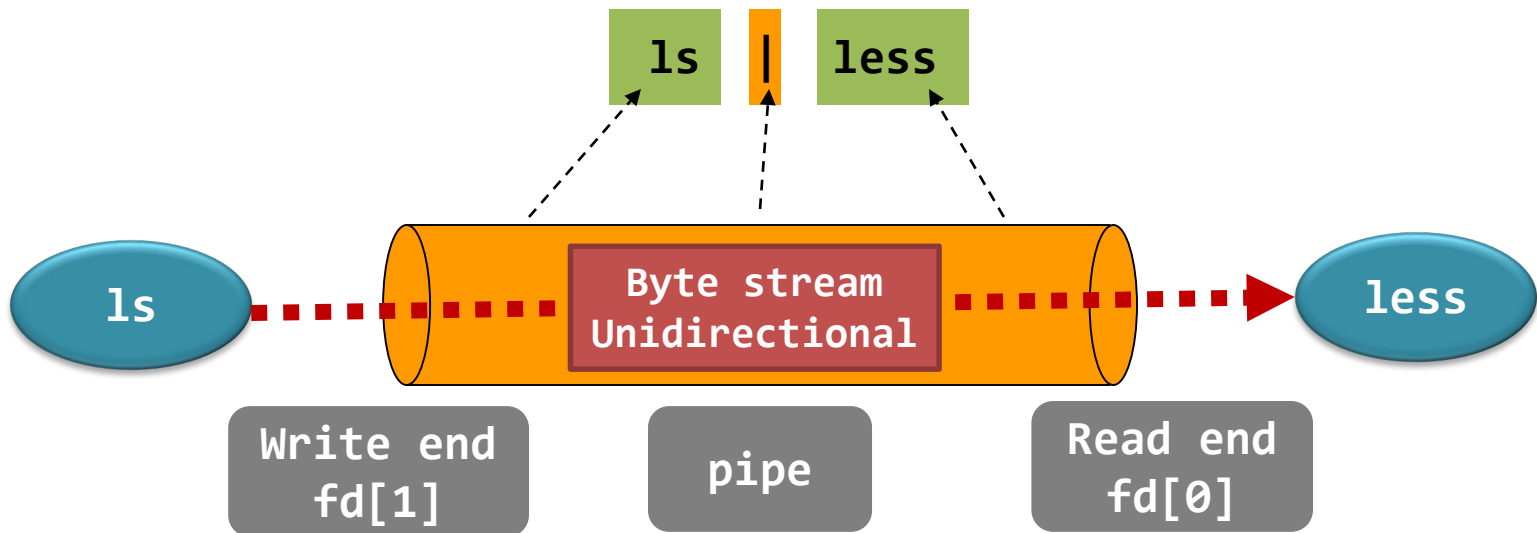 ls | less
ls
Byte stream
Unidirectional
less
Write end
fd[1]
pipe
Read end
fd[0]